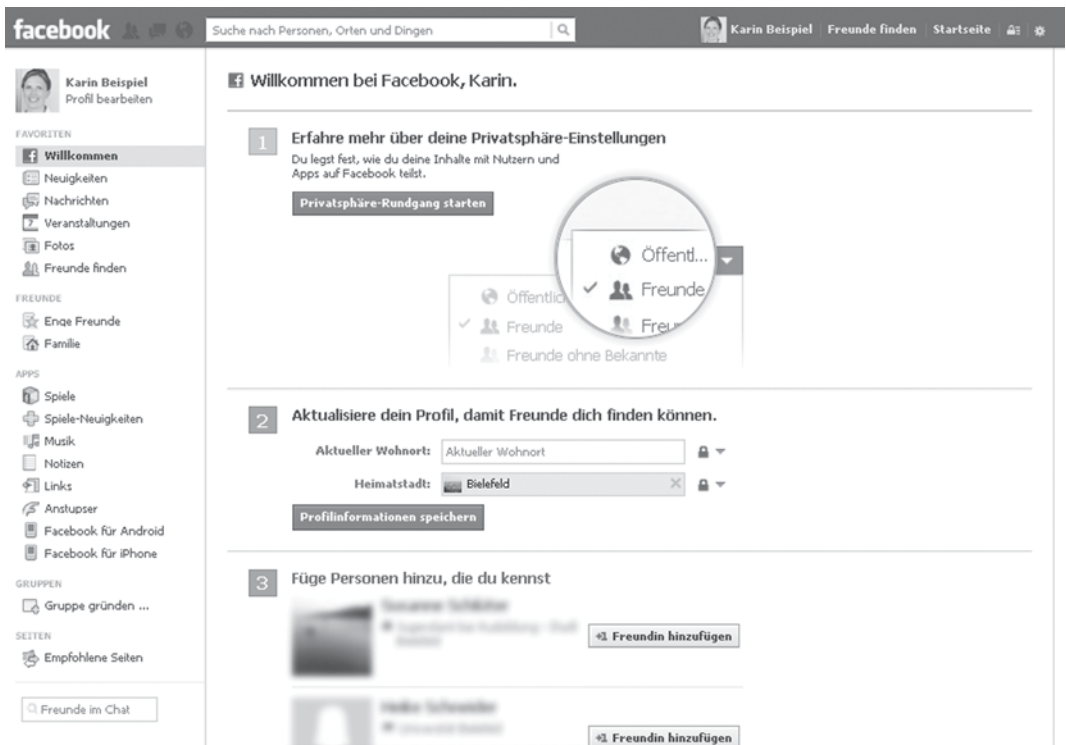 facebook
Suche nach Personen, Orten und Dingen
Karin Beispiel
Freunde finden
Startseite
Karin Beispiel
Profil bearbeiten
FAVORITEN
Willkommen
Neuigkeiten
Nachrichten
Veranstaltungen
Fotos
Freunde finden
FREUNDE
Enge Freunde
Familie
APPS
Spiele
Spiele-Neuigkeiten
Musik
Notizen
Links
Anstupser
Facebook für Android
Facebook für iPhone
GRUPPEN
Gruppe gründen ...
SEITEN
Empfohlene Seiten
Freunde im Chat
Willkommen bei Facebook, Karin.
1
Erfahre mehr über deine Privatsphäre-Einstellungen
Du legst fest, wie du deine Inhalte mit Nutzern und
Apps auf Facebook teilst.
Privatsphäre-Rundgang starten
Öffentl...
Freunde
Freu
Öffentlic
Freunde
Freunde ohne Bekannte
2
Aktualisiere dein Profil, damit Freunde dich finden können.
Aktueller Wohnort: Aktueller Wohnort
Heimatstadt: Bielefeld
Profilinformationen speichern
3
Füge Personen hinzu, die du kennst
+1 Freundin hinzufügen
+1 Freundin hinzufügen